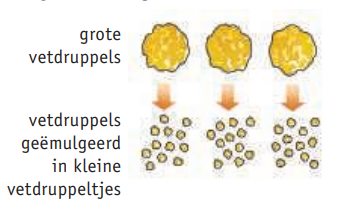 grote
vetdruppels
vetdruppels
geëmulgeerd
in kleine
vetdruppeltjes